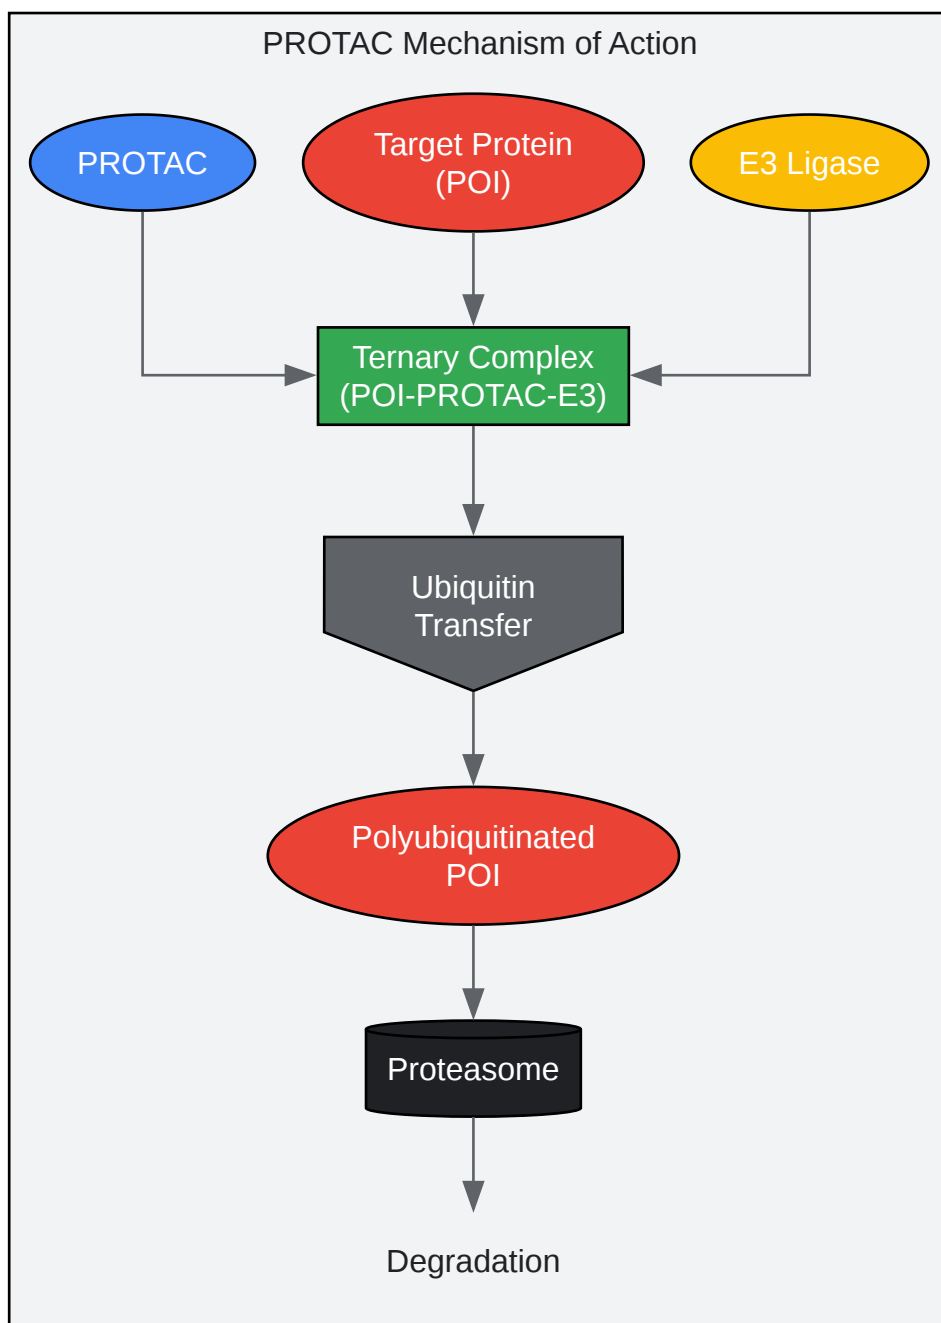 PROTAC Mechanism of Action
PROTAC
Target Protein
(POI)
E3 Ligase
Ternary Complex
(POI-PROTAC-E3)
Ubiquitin
Transfer
Polyubiquitinated
POI
Proteasome
Degradation